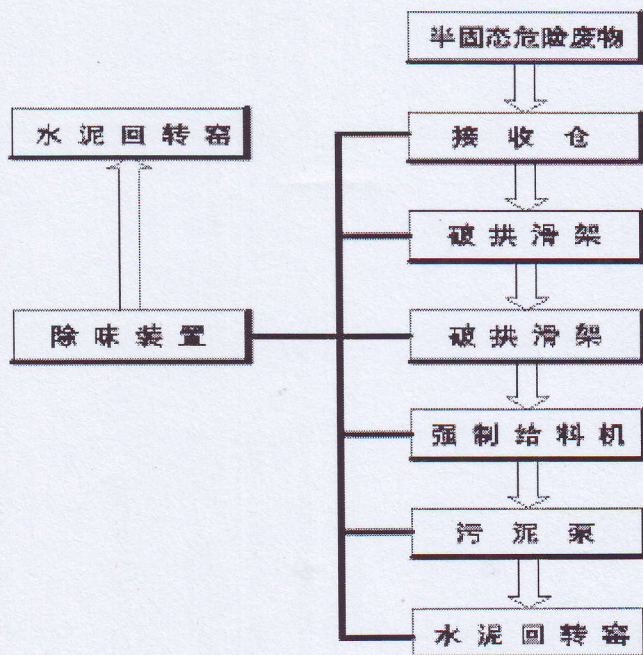 半固态危险废物
水泥回转窑
接收仓
破拱滑架
除味装置
破拱滑架
强制给料机
污泥泵
水泥回转窑